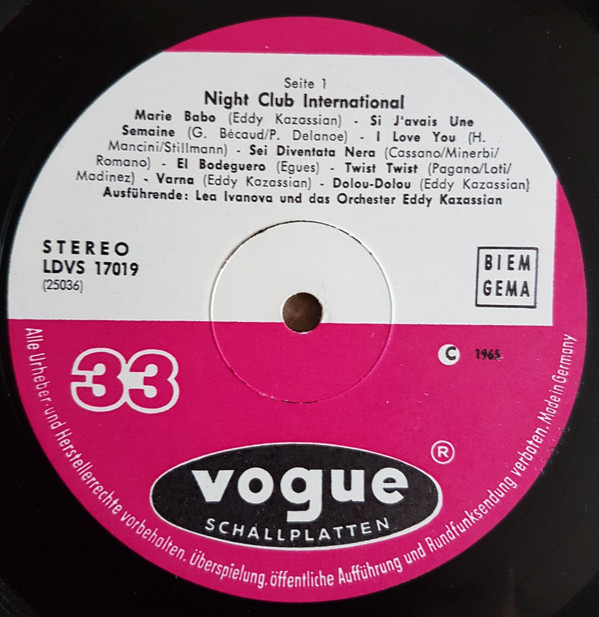 Seite 1
Night Club International
Marie Babo (Eddy Kazassian) - Si J'avais Une
Semaine (G. Bécaud/P. Delanoe) - I Love You (H.
Mancini/Stillmann) - Sei Diventata Nera (Cassano/Minerbi/
Romano) - El Bodeguero (Egues) - Twist Twist (Pagano/Loti/
Madinez) - Varna (Eddy Kazassian) - Dolou-Dolou (Eddy Kazassian)
Ausführende: Lea Ivanova und das Orchester Eddy Kazassian
STEREO
LDVS 17019
(25036)
BIEM
GEMA
33
C 1965
vogue ®
SCHALLPLATTEN
Alle Urheber- und Herstellerrechte vorbehalten. Überspielung, öffentliche Aufführung und Rundfunksendung verboten. Made in Germany